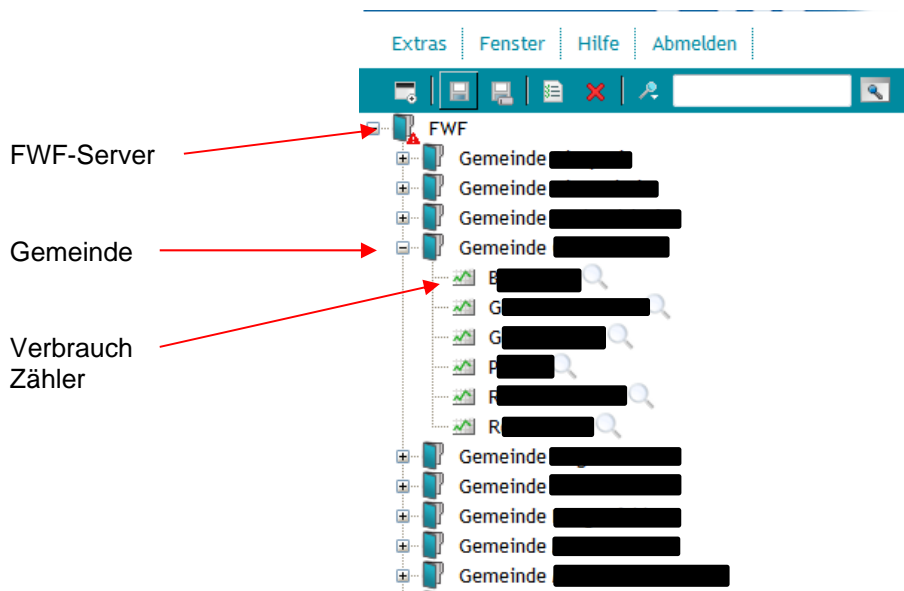 Extras Fenster Hilfe Abmelden
FWF-Server
FWF
Gemeinde
Gemeinde
Gemeinde
Gemeinde
Gemeinde
B
G
G
P
R
R
Verbrauch
Zähler
Gemeinde
Gemeinde
Gemeinde
Gemeinde
Gemeinde